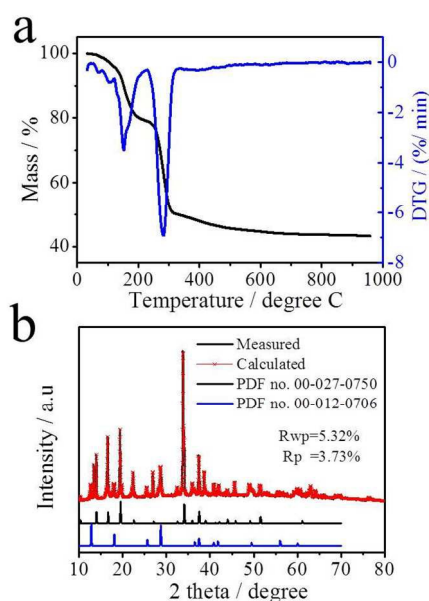 a
100
80
60
40
Mass / %
0
-2
-4
-6
-8
DTG / (%/ min)
0 200 400 600 800 1000
Temperature / degree C
b
Measured
Calculated
PDF no. 00-027-0750
PDF no. 00-012-0706
Rwp=5.32%
Rp =3.73%
Intensity / a.u
10 20 30 40 50 60 70 80
2 theta / degree